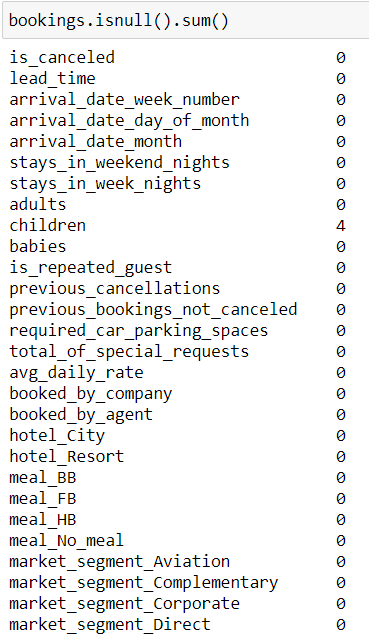 bookings.isnull().sum()
is_canceled 0
lead_time 0
arrival_date_week_number 0
arrival_date_day_of_month 0
arrival_date_month 0
stays_in_weekend_nights 0
stays_in_week_nights 0
adults 0
children 4
babies 0
is_repeated_guest 0
previous_cancellations 0
previous_bookings_not_canceled 0
required_car_parking_spaces 0
total_of_special_requests 0
avg_daily_rate 0
booked_by_company 0
booked_by_agent 0
hotel_City 0
hotel_Resort 0
meal_BB 0
meal_FB 0
meal_HB 0
meal_No_meal 0
market_segment_Aviation 0
market_segment_Complementary 0
market_segment_Corporate 0
market_segment_Direct 0